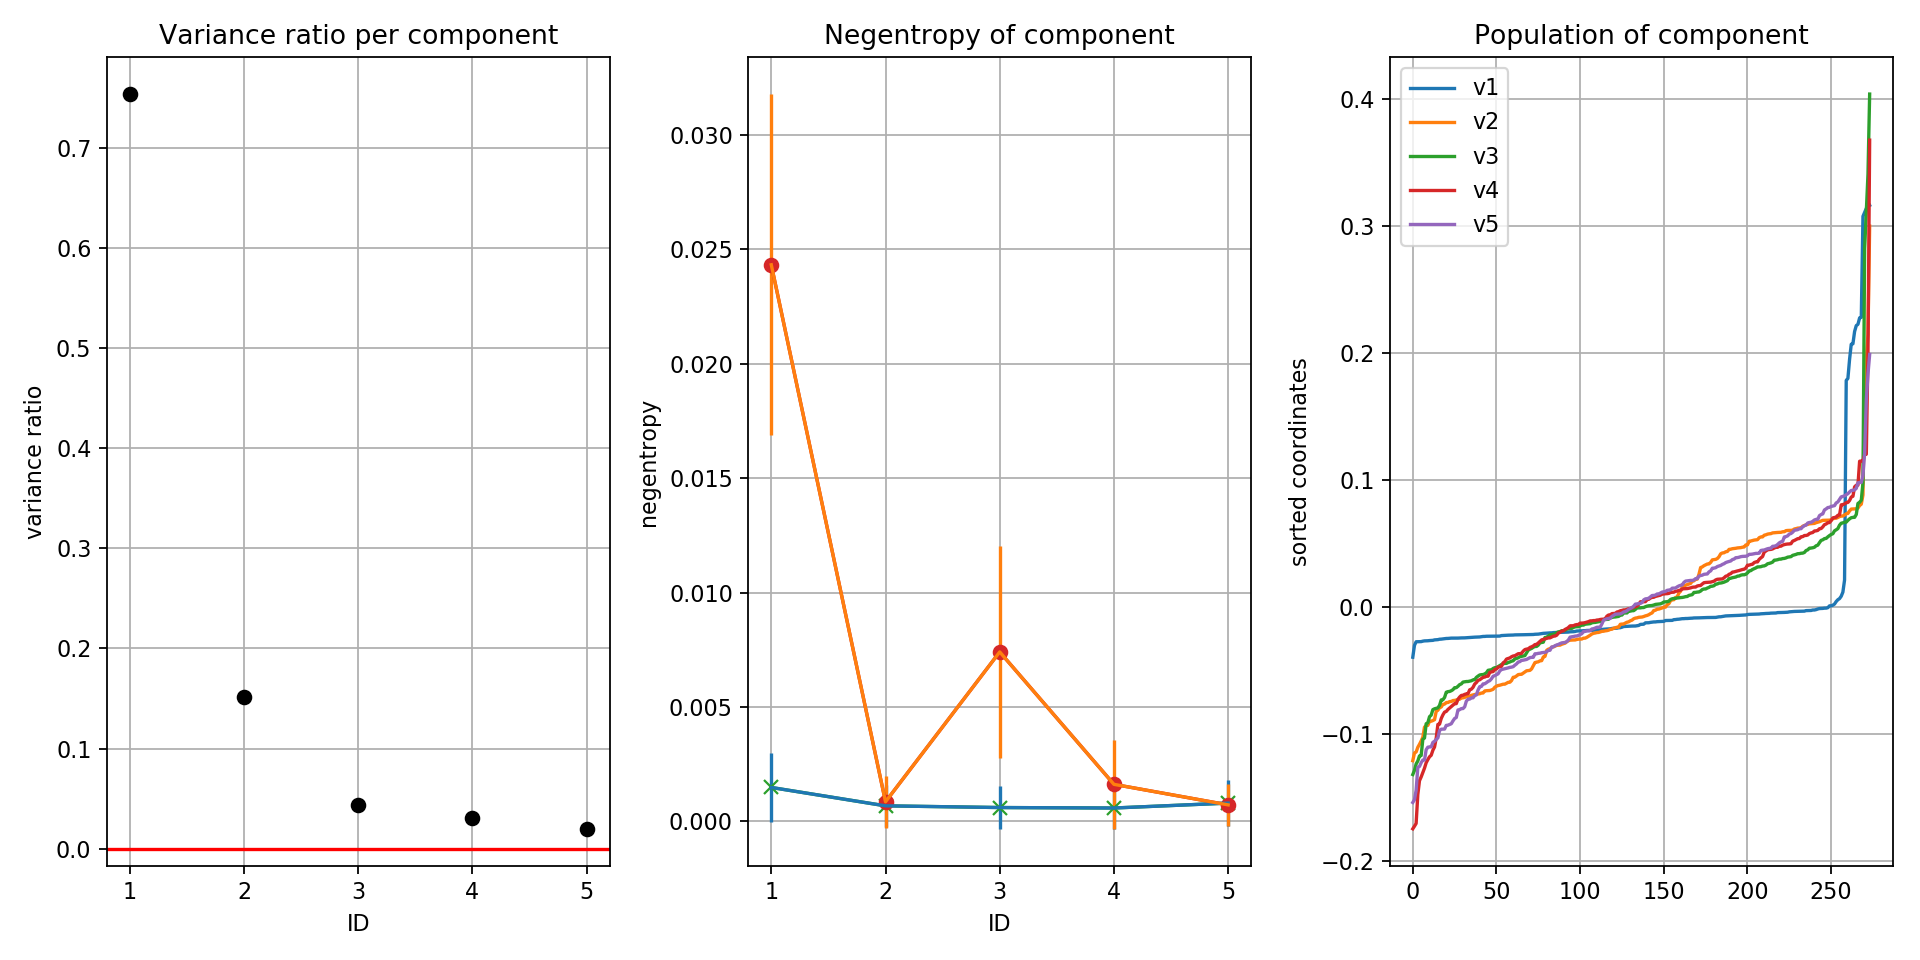 Variance ratio per component
variance ratio
0.7
0.6
0.5
0.4
0.3
0.2
0.1
0.0
1 2 3 4 5
ID
Negentropy of component
negentropy
0.030
0.025
0.020
0.015
0.010
0.005
0.000
1 2 3 4 5
ID
Population of component
sorted coordinates
0.4
0.3
0.2
0.1
0.0
−0.1
−0.2
0 50 100 150 200 250
v1
v2
v3
v4
v5